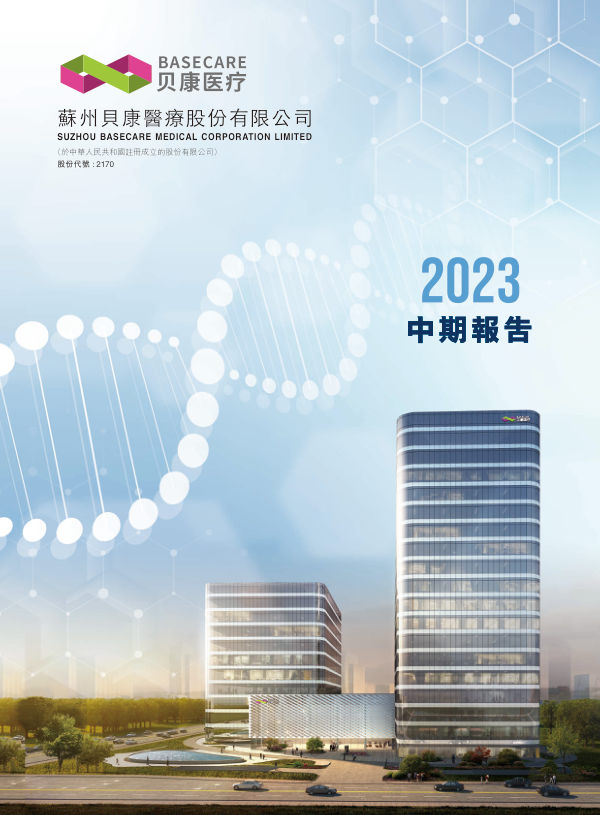 BASECARE
贝康医疗
蘇州貝康醫療股份有限公司
SUZHOU BASECARE MEDICAL CORPORATION LIMITED
(於中華人民共和國註冊成立的股份有限公司)
股份代號 : 2170
2023
中期報告